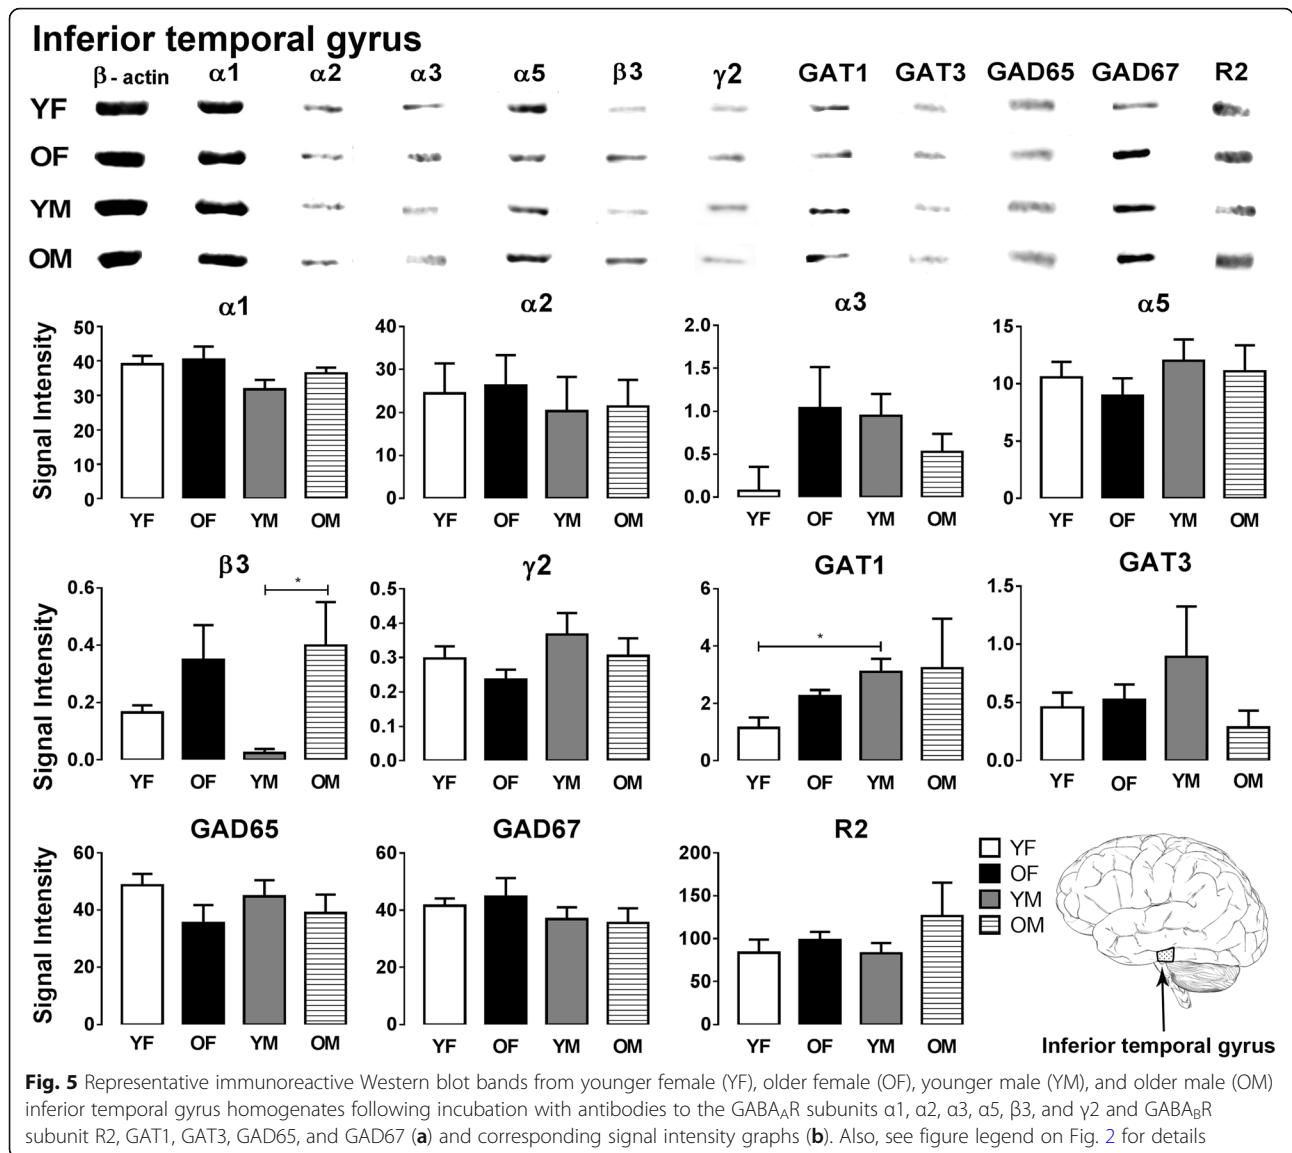 Inferior temporal gyrus
β - actin α1 α2 α3 α5 β3 γ2 GAT1 GAT3 GAD65 GAD67 R2
YF
OF
YM
OM
α1 α2 α3 α5
Signal Intensity
50 40 30 20 10 0
YF OF YM OM
40 30 20 10 0
YF OF YM OM
2.0 1.5 1.0 0.5 0.0
YF OF YM OM
15 10 5 0
YF OF YM OM
β3 γ2 GAT1 GAT3
Signal Intensity
0.6 0.4 0.2 0.0
*
YF OF YM OM
0.5 0.4 0.3 0.2 0.1 0.0
YF OF YM OM
6 4 2 0
*
YF OF YM OM
1.5 1.0 0.5 0.0
YF OF YM OM
GAD65 GAD67 R2
Signal Intensity
60 40 20 0
YF OF YM OM
60 40 20 0
YF OF YM OM
200 150 100 50 0
YF OF YM OM
YF
OF
YM
OM
Inferior temporal gyrus
Fig. 5 Representative immunoreactive Western blot bands from younger female (YF), older female (OF), younger male (YM), and older male (OM)
inferior temporal gyrus homogenates following incubation with antibodies to the GABA_AR subunits α1, α2, α3, α5, β3, and γ2 and GABA_BR
subunit R2, GAT1, GAT3, GAD65, and GAD67 (a) and corresponding signal intensity graphs (b). Also, see figure legend on Fig. 2 for details